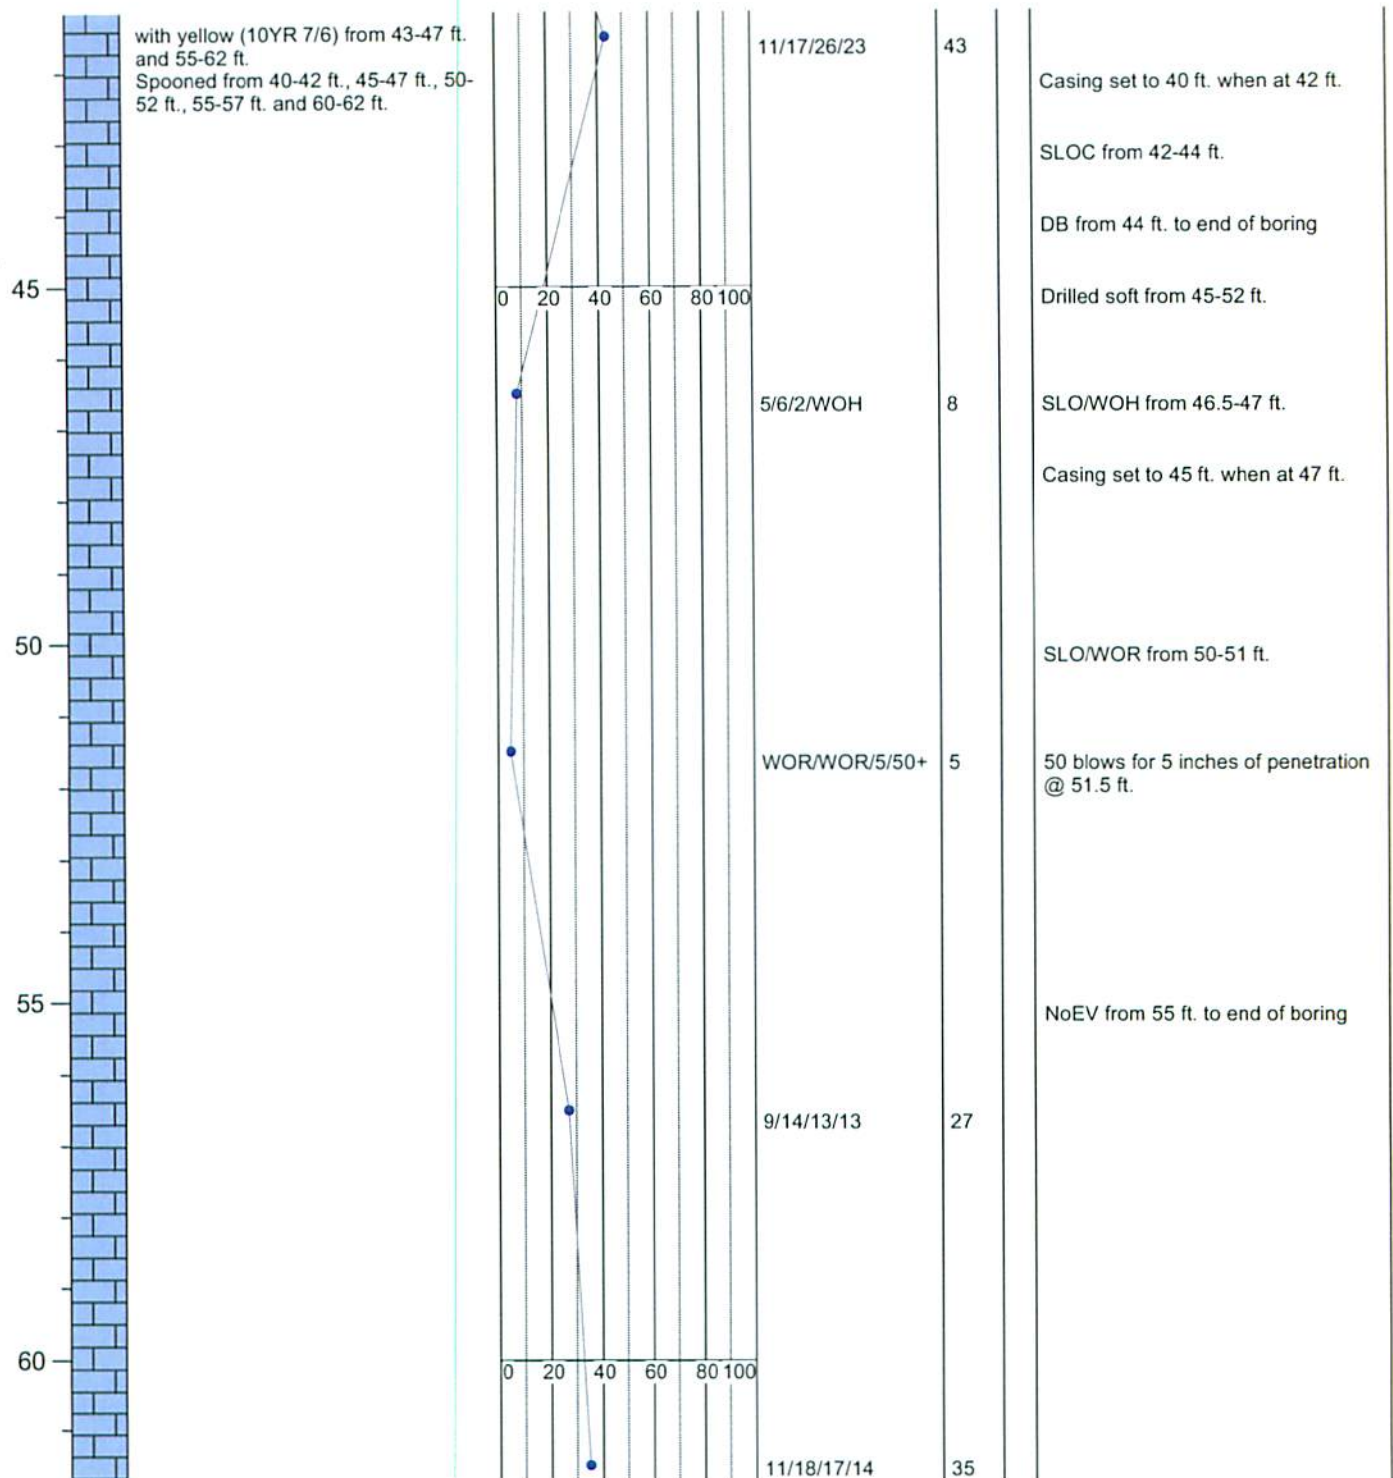 with yellow (10YR 7/6) from 43-47 ft.
and 55-62 ft.
Spooned from 40-42 ft., 45-47 ft., 50-
52 ft., 55-57 ft. and 60-62 ft.
11/17/26/23 43
Casing set to 40 ft. when at 42 ft.
SLOC from 42-44 ft.
DB from 44 ft. to end of boring
45
0 20 40 60 80 100
Drilled soft from 45-52 ft.
5/6/2/WOH 8
SLO/WOH from 46.5-47 ft.
Casing set to 45 ft. when at 47 ft.
50
SLO/WOR from 50-51 ft.
WOR/WOR/5/50+ 5
50 blows for 5 inches of penetration
@ 51.5 ft.
55
NoEV from 55 ft. to end of boring
9/14/13/13 27
60
0 20 40 60 80 100
11/18/17/14 35